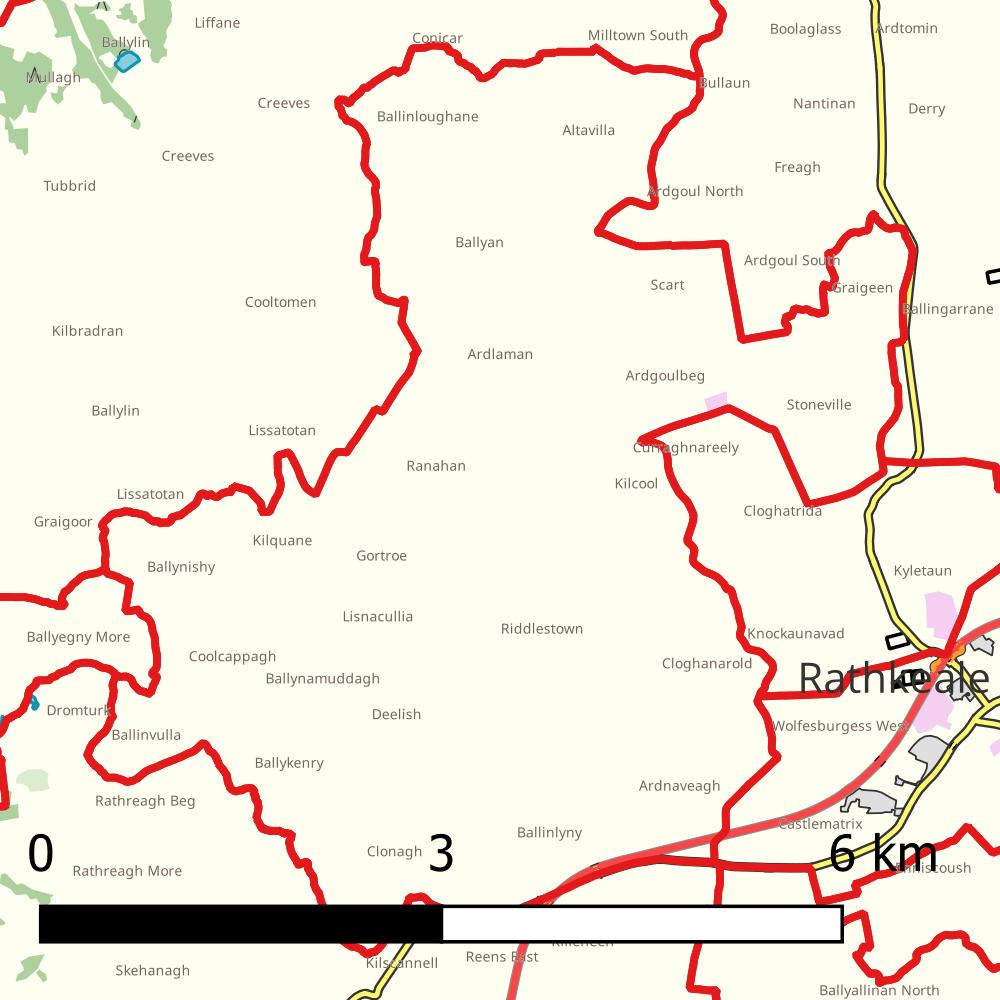 Liffane
Ardtomin
Boolaglass
Milltown South
Conicar
Ballylin
Mullagh
Bullaun
Creeves
Nantinan
Derry
Ballinloughane
Altavilla
Creeves
Freagh
Tubbrid
Ardgoul North
Ballyan
Ardgoul South
Scart
Graigeen
Cooltomen
Ballingarrane
Kilbradran
Ardlaman
Ardgoulbeg
Stoneville
Ballylin
Lissatotan
Curraghnareely
Ranahan
Kilcool
Lissatotan
Cloghatrida
Graigoor
Kilquane
Gortroe
Ballynishy
Kyletaun
Lisnacullia
Riddlestown
Knockaunavad
Ballyegny More
Coolcappagh
Cloghanarold
Ballynamuddagh
Rathkeale
Dromturk
Deelish
Wolfesburgess West
Ballinvulla
Ballykenry
Ardnaveagh
Rathreagh Beg
Castlematrix
Ballinlyny
Clonagh
0 3 6 km
Rathreagh More
Enniscoush
Killeheen
Reens East
Kilscannell
Skehanagh
Ballyallinan North